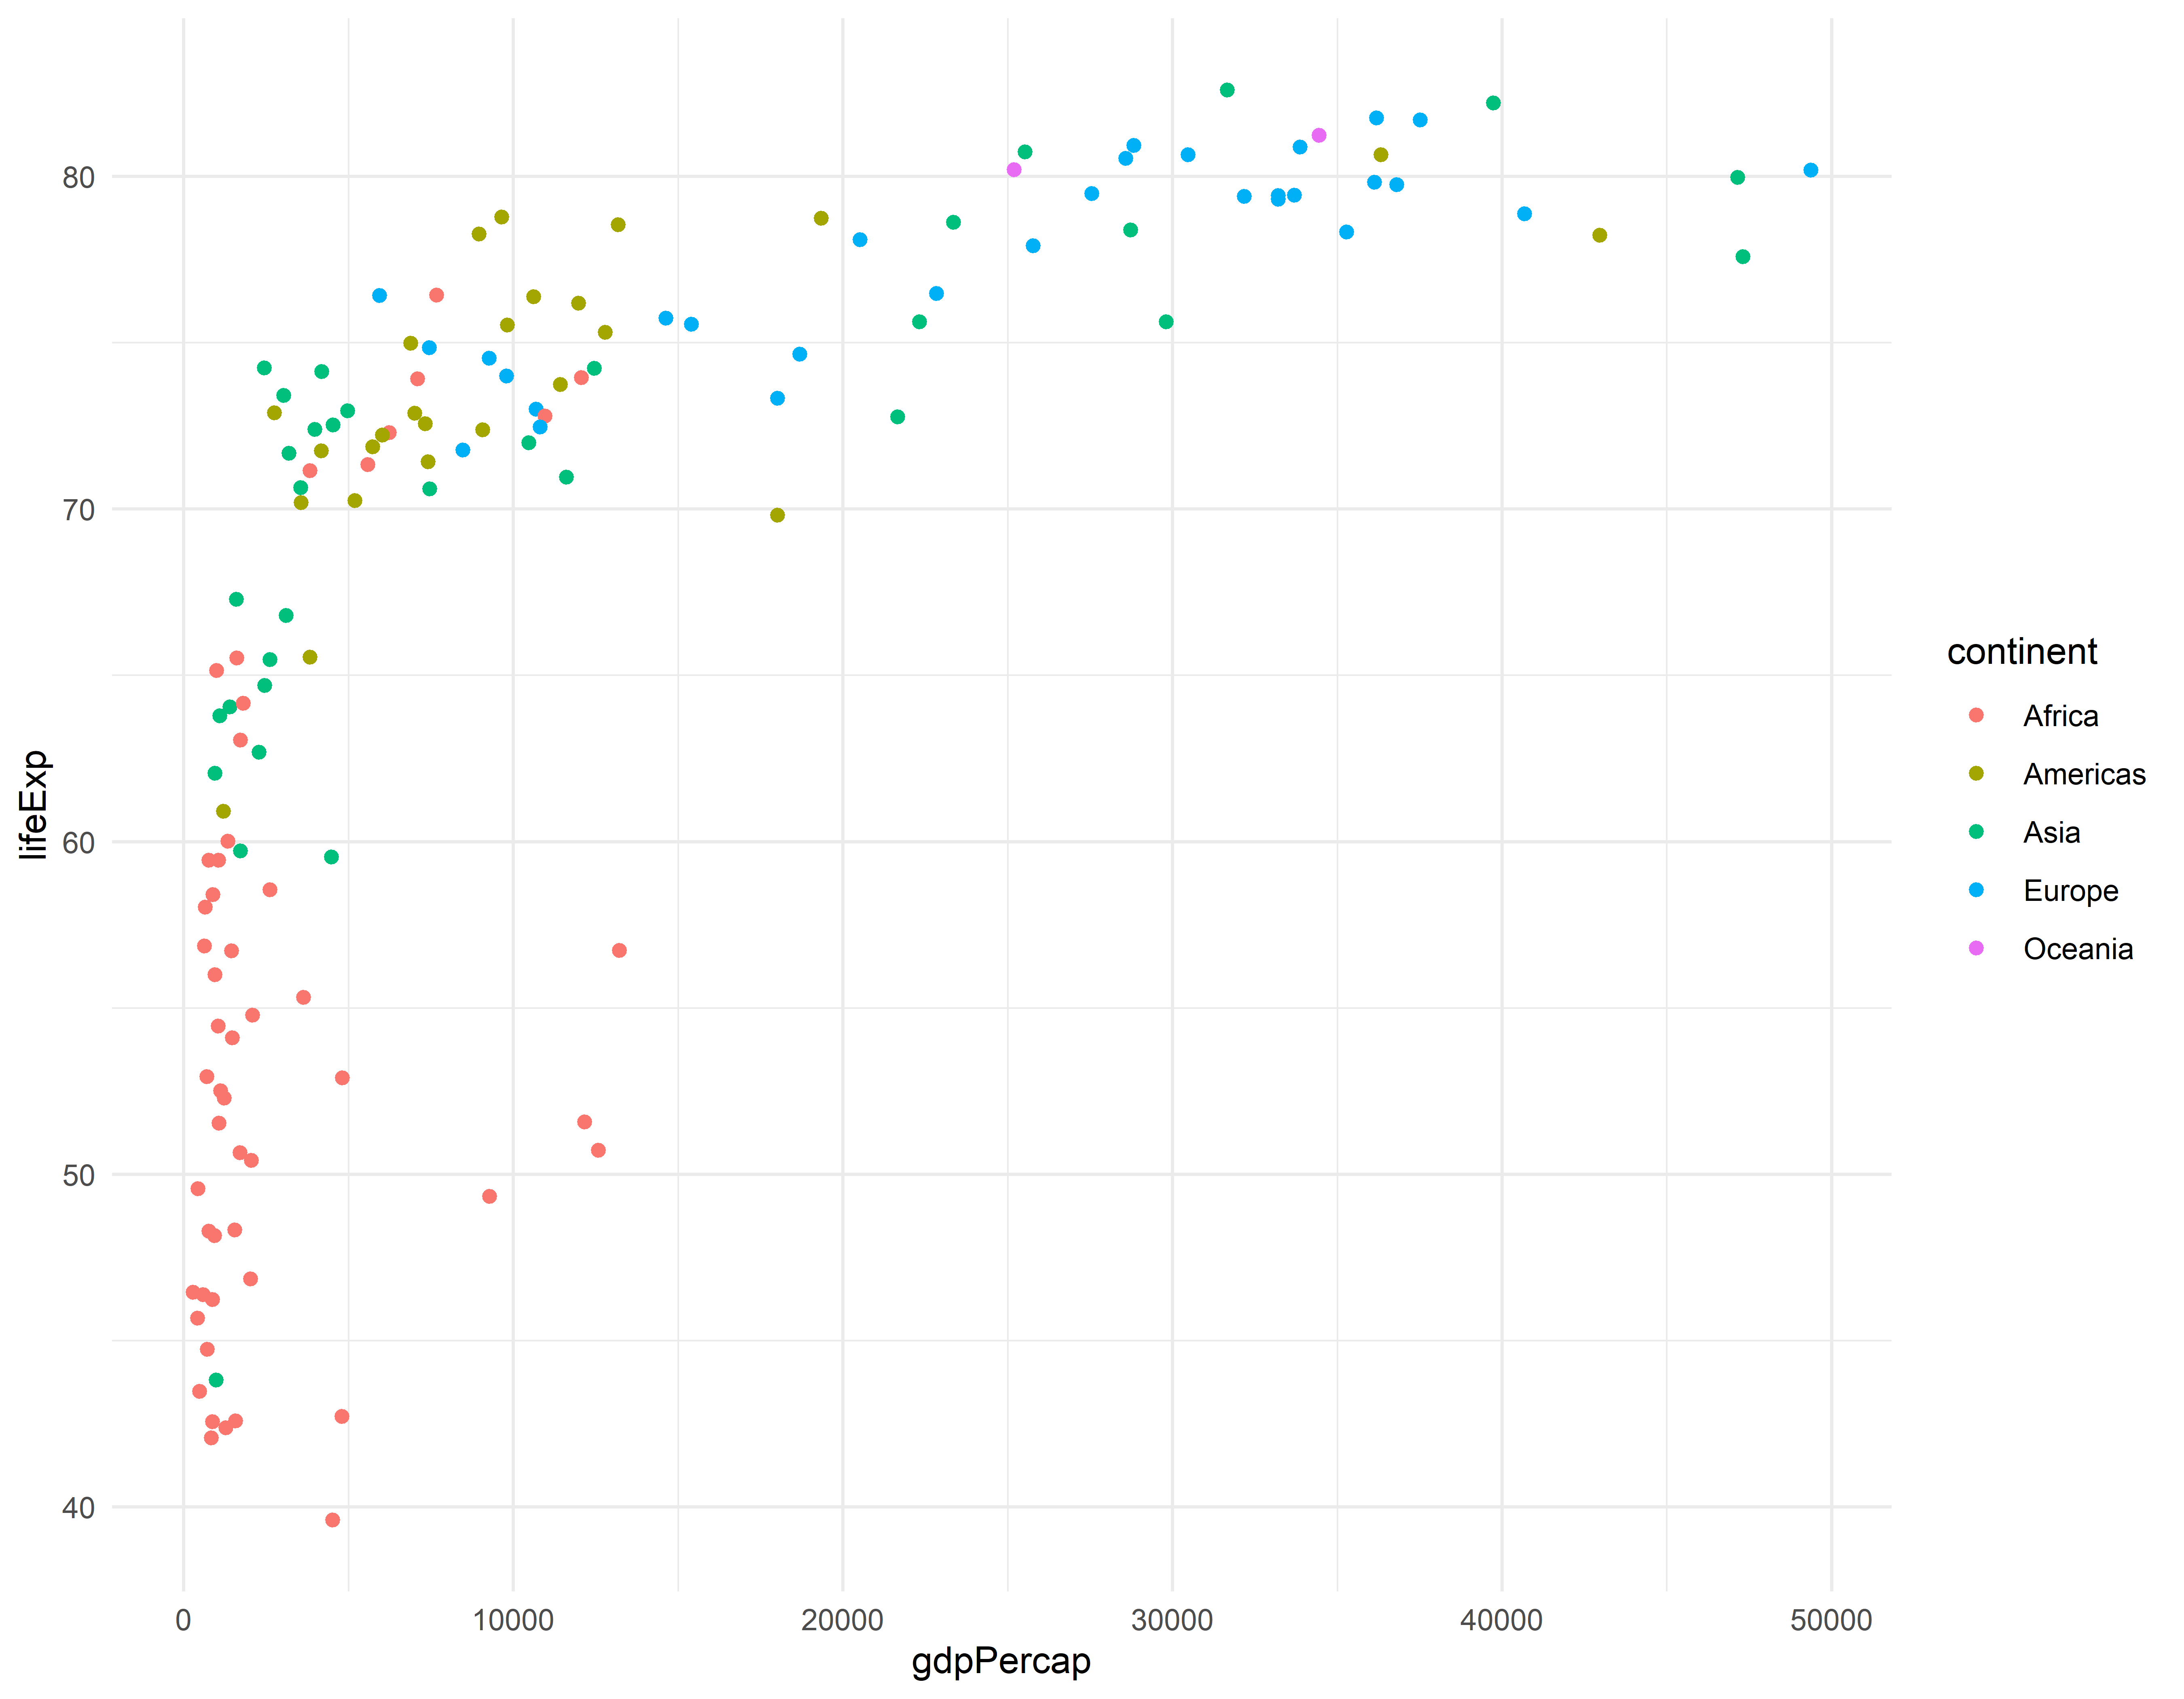 80
70
60
50
40
lifeExp
0
10000
20000
30000
40000
50000
gdpPercap
continent
Africa
Americas
Asia
Europe
Oceania